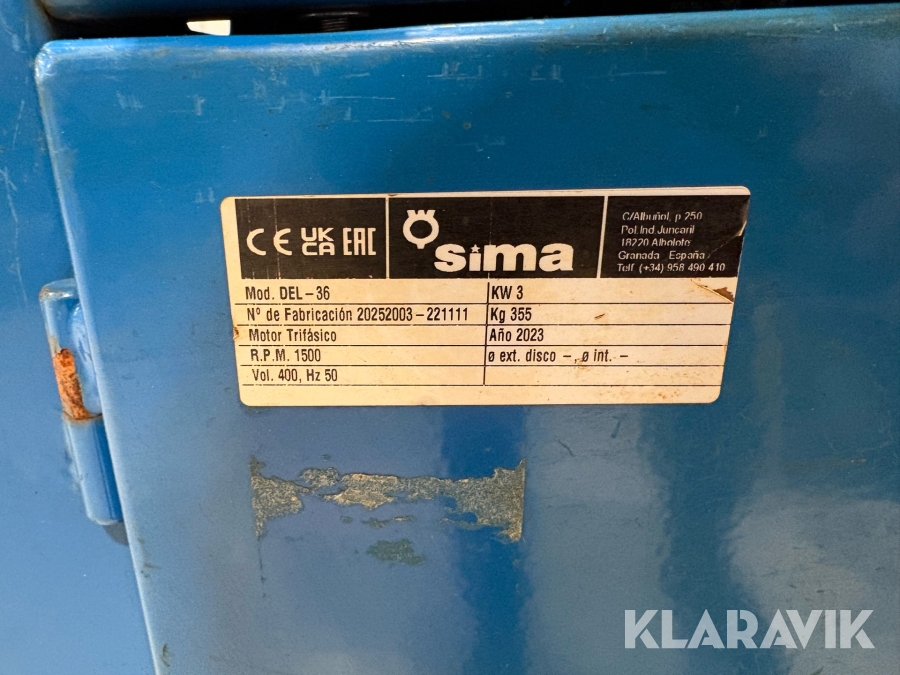 CE UKCA EAC
sima
C/Albuñol, p 250
Pol.Ind.Juncaril
18220 Albolote
Granada España
Telf (+34) 958 490 410
Mod. DEL-36
KW 3
Nº de Fabricación 20252003-221111
Kg 355
Motor Trifásico
Año 2023
R.P.M. 1500
ø ext. disco -, ø int. -
Vol. 400, Hz 50
KLARAVIK